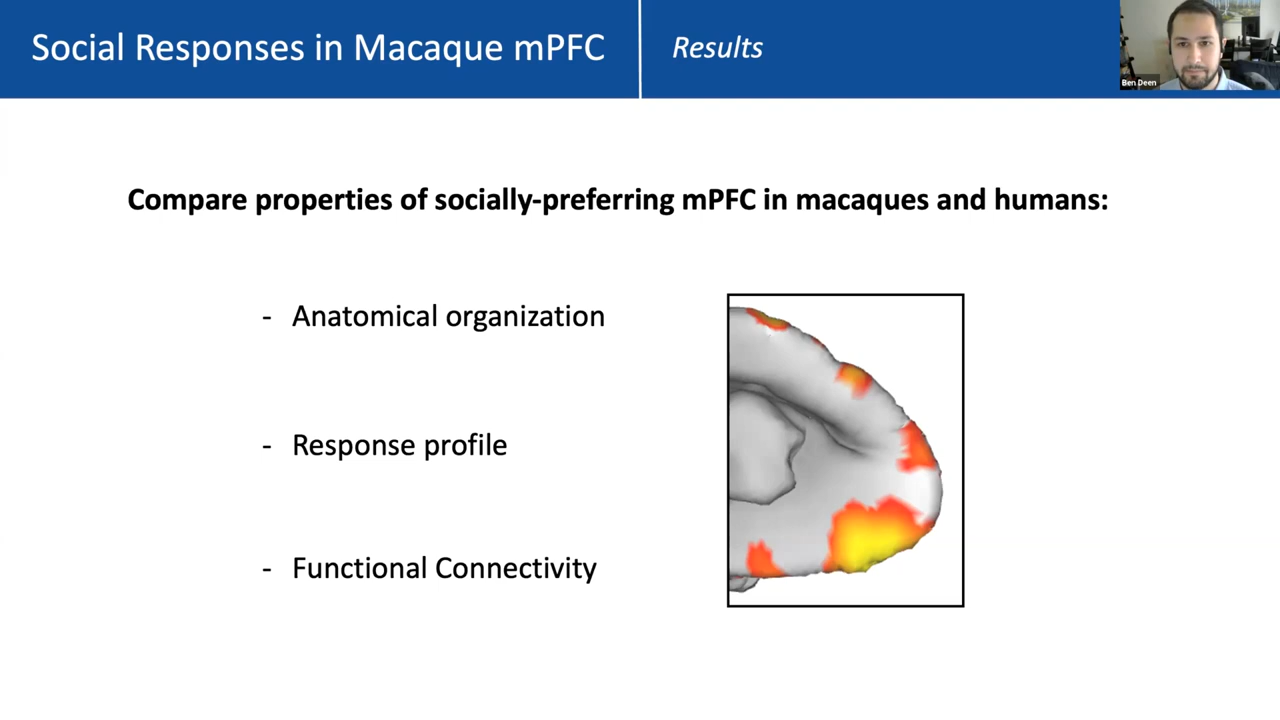 Social Responses in Macaque mPFC
Results
Ben Deen
Compare properties of socially-preferring mPFC in macaques and humans:
- Anatomical organization
- Response profile
- Functional Connectivity